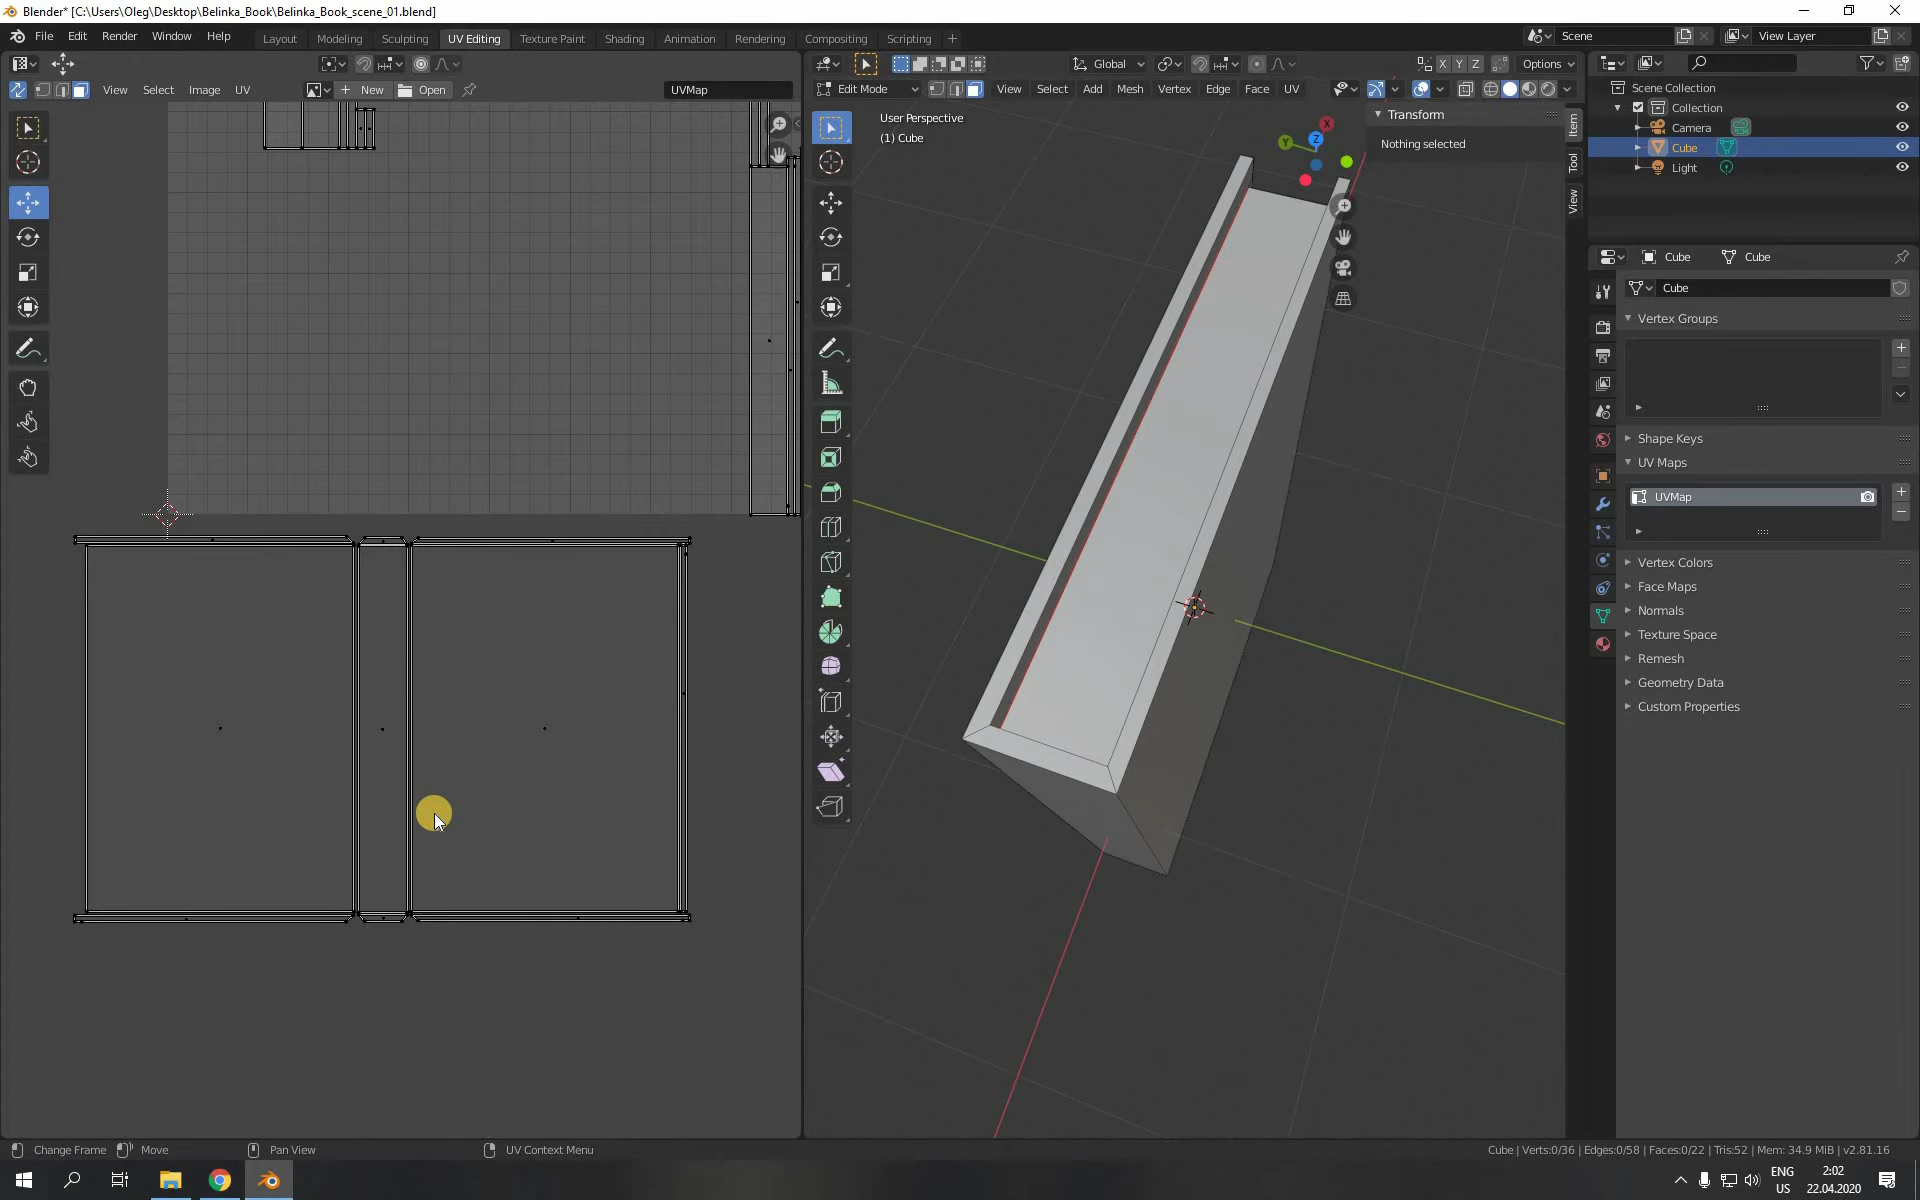 Blender* [C:\Users\Oleg\Desktop\Belinka_Book\Belinka_Book_scene_01.blend]
File Edit Render Window Help
Layout Modeling Sculpting UV Editing Texture Paint Shading Animation Rendering Compositing Scripting
Scene
View Layer
Global
X Y Z
Options
View Select Image UV
New
Open
UVMap
Edit Mode
View Select Add Mesh Vertex Edge Face UV
Scene Collection
Collection
Camera
Cube
Light
User Perspective
(1) Cube
X
Y
Z
Transform
Nothing selected
Item
Tool
View
Cube
Cube
Cube
Vertex Groups
Shape Keys
UV Maps
UVMap
Vertex Colors
Face Maps
Normals
Texture Space
Remesh
Geometry Data
Custom Properties
Change Frame
Move
Pan View
UV Context Menu
Cube | Verts:0/36 | Edges:0/58 | Faces:0/22 | Tris:52 | Mem: 34.9 MiB | v2.81.16
ENG
US
2:02
22.04.2020